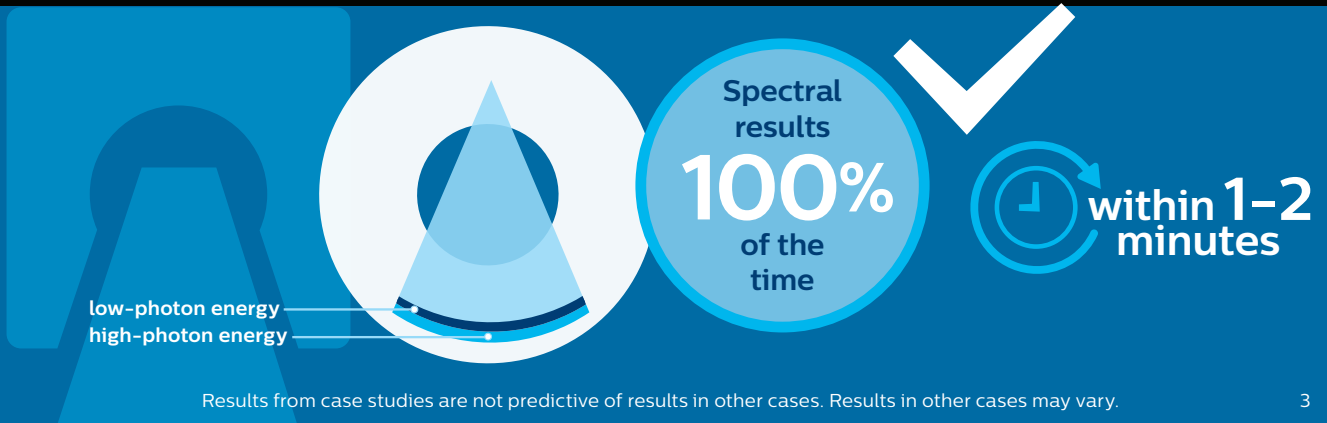 Spectral
results
100%
of the
time
within 1–2
minutes
low-photon energy
high-photon energy
Results from case studies are not predictive of results in other cases. Results in other cases may vary.
3